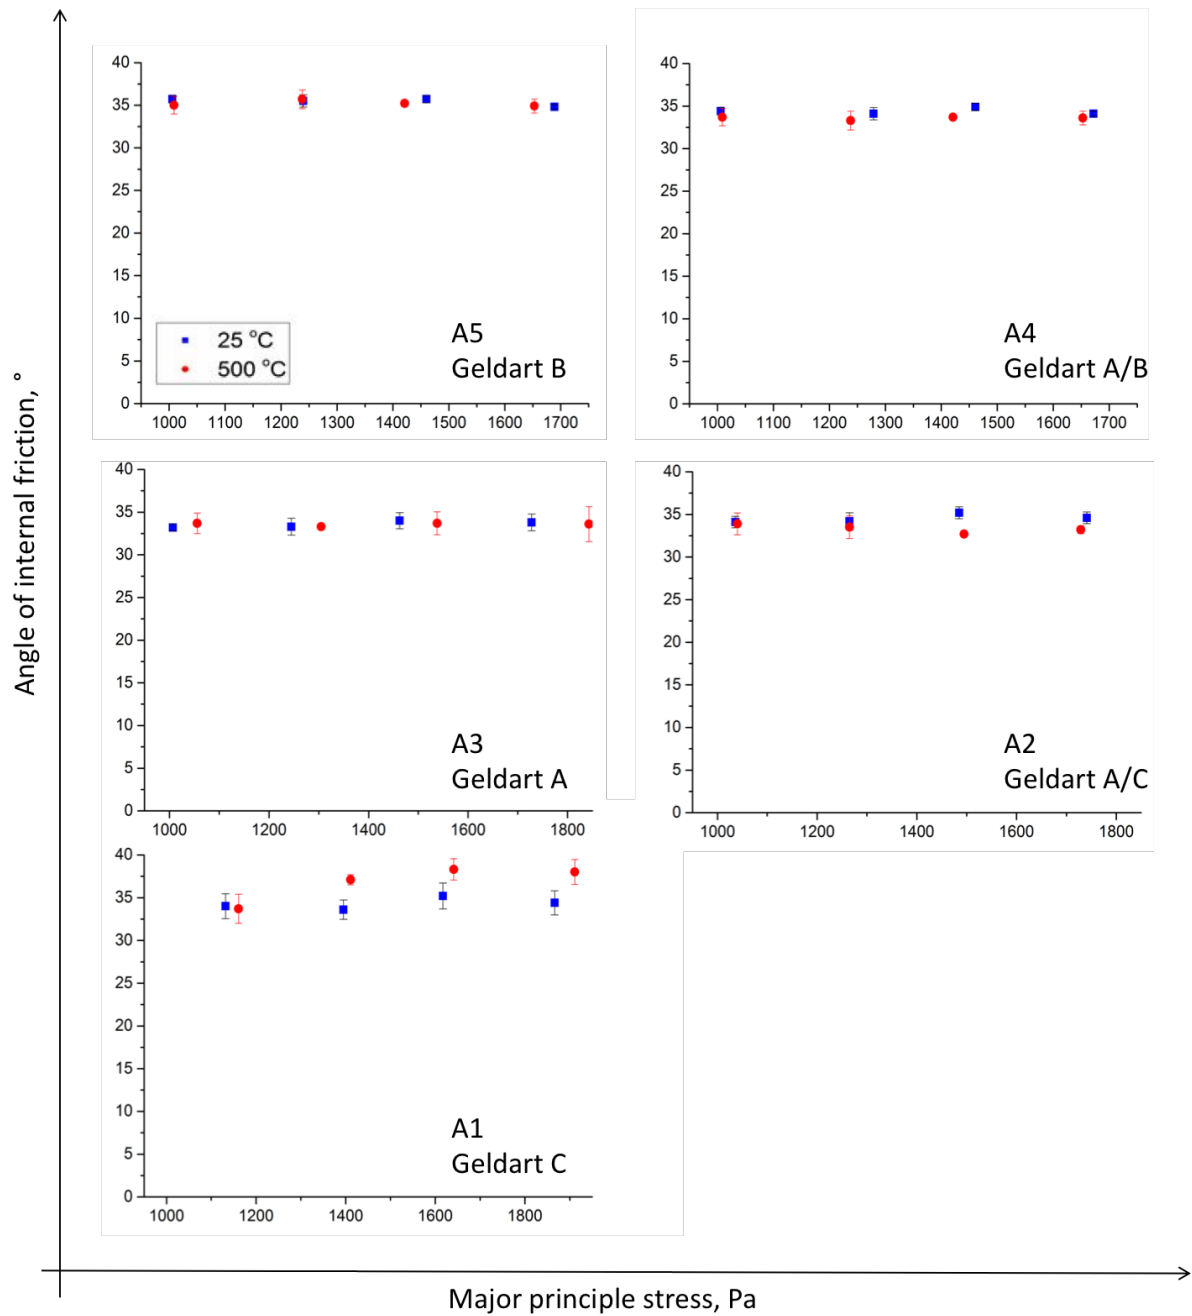 Angle of internal friction, °
40
35
30
25
20
15
10
5
0
25 °C
500 °C
A5
Geldart B
1000 1100 1200 1300 1400 1500 1600 1700
40
35
30
25
20
15
10
5
0
A4
Geldart A/B
1000 1100 1200 1300 1400 1500 1600 1700
40
35
30
25
20
15
10
5
0
A3
Geldart A
1000 1200 1400 1600 1800
40
35
30
25
20
15
10
5
0
A2
Geldart A/C
1000 1200 1400 1600 1800
40
35
30
25
20
15
10
5
0
A1
Geldart C
1000 1200 1400 1600 1800
Major principle stress, Pa